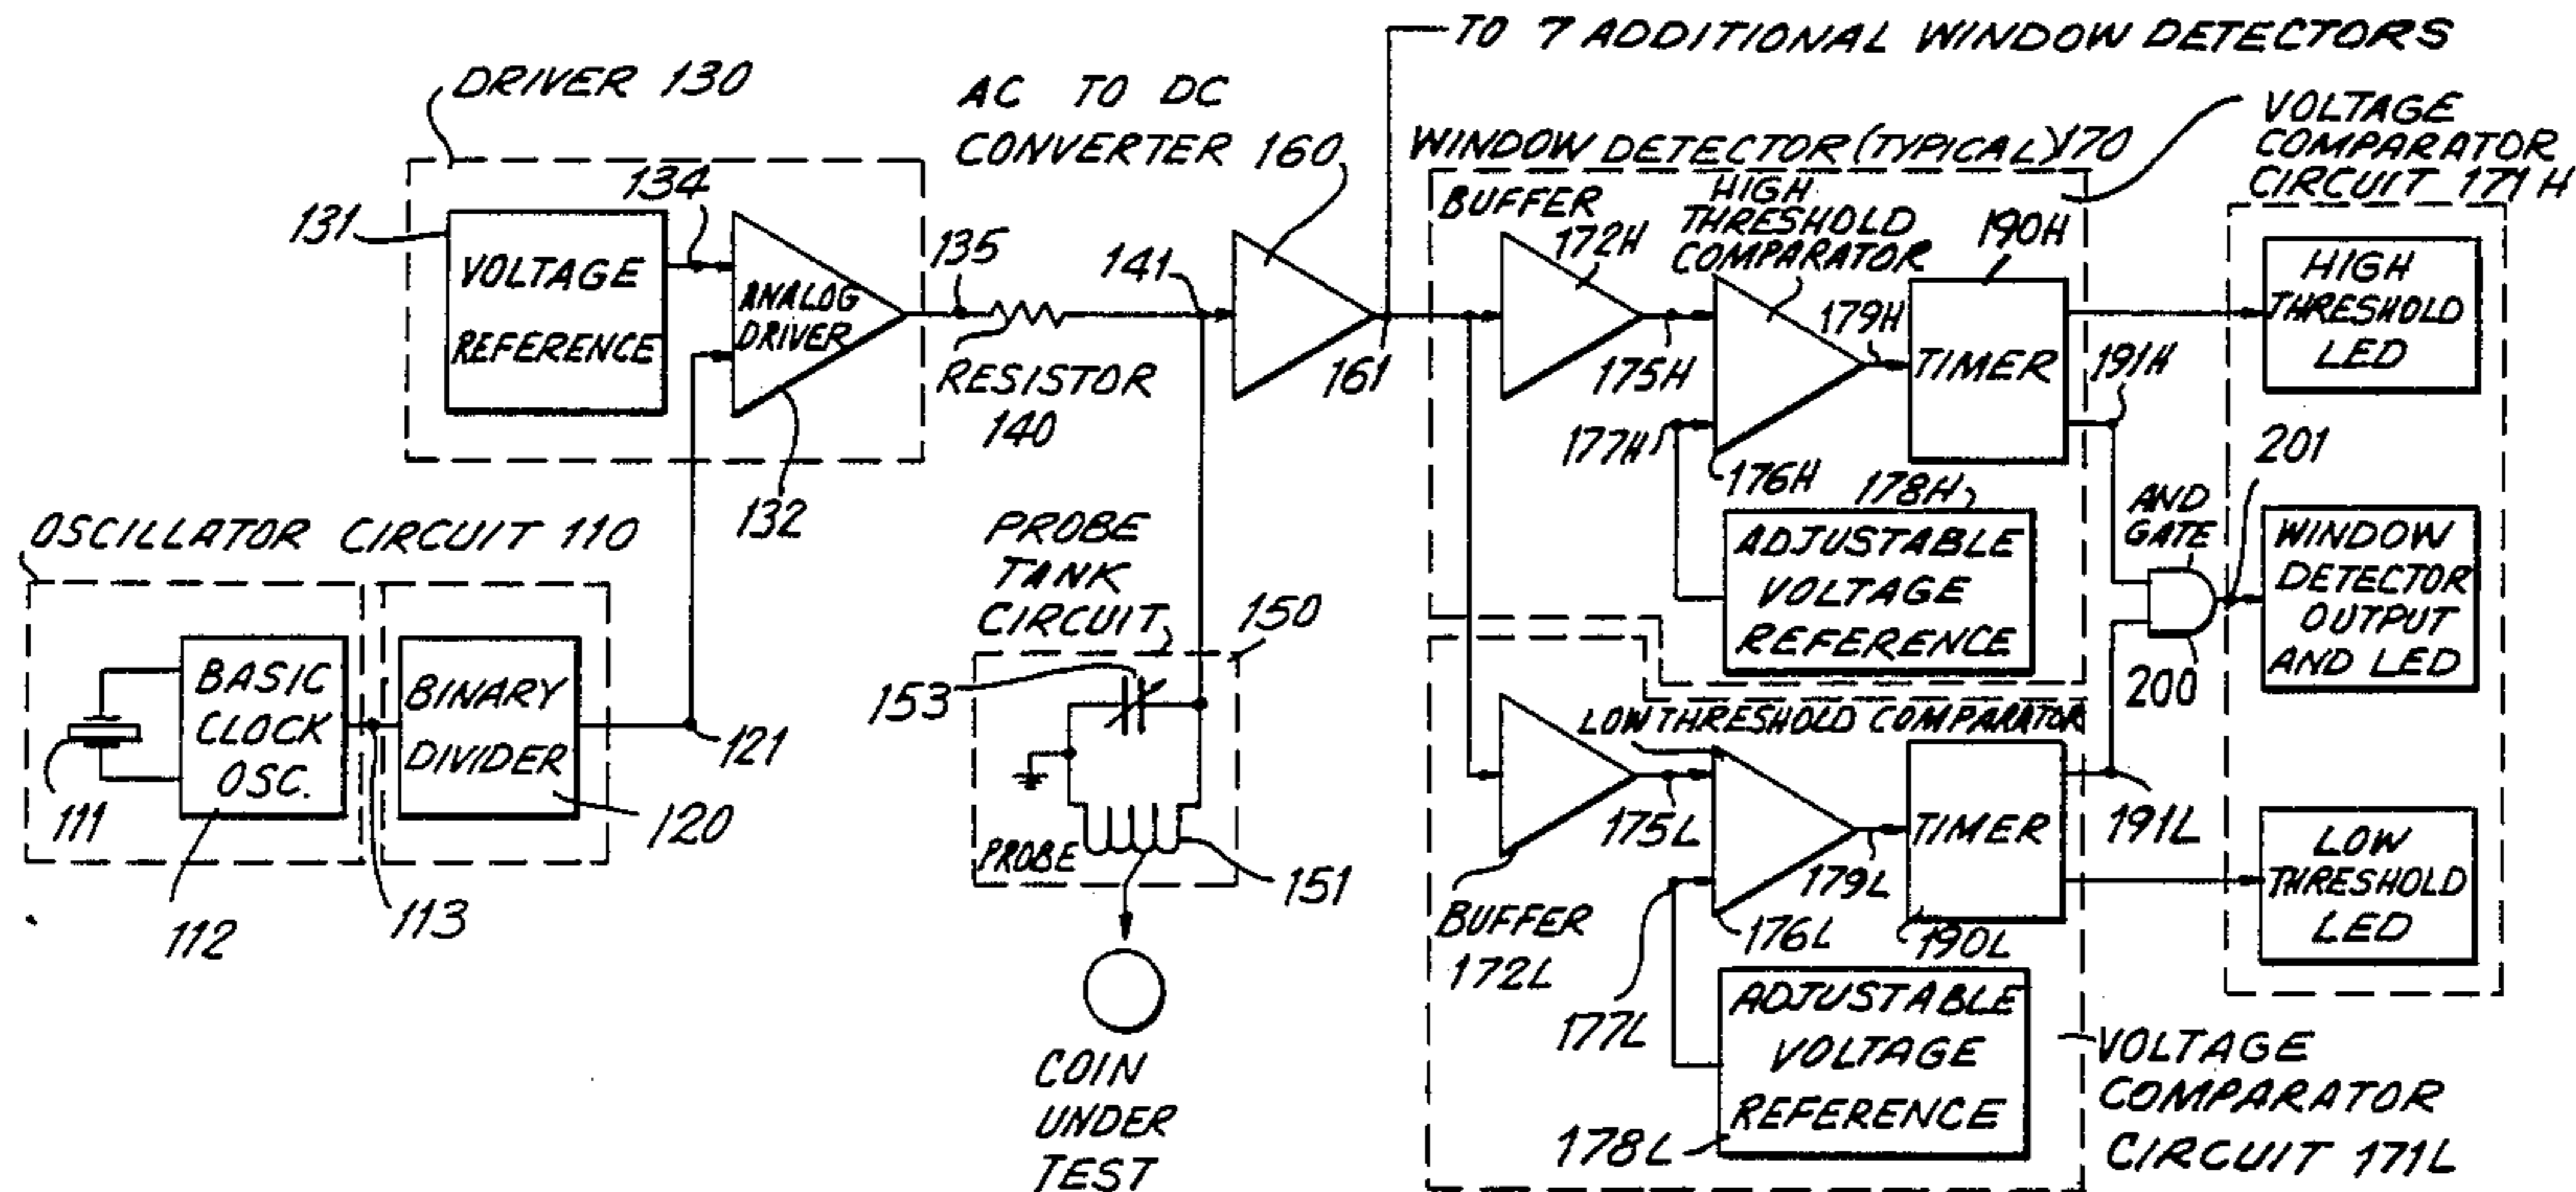 TO 7 ADDITIONAL WINDOW DETECTORS
DRIVER 130
AC TO DC
CONVERTER 160
WINDOW DETECTOR (TYPICAL) 170
VOLTAGE
COMPARATOR
CIRCUIT 171H
131
134
VOLTAGE
REFERENCE
ANALOG
DRIVER
132
135
RESISTOR
140
141
161
BUFFER
172H
HIGH
THRESHOLD
COMPARATOR
175H
177H
176H
179H
190H
TIMER
191H
178H
ADJUSTABLE
VOLTAGE
REFERENCE
HIGH
THRESHOLD
LED
AND
GATE
201
200
WINDOW
DETECTOR
OUTPUT
AND LED
OSCILLATOR CIRCUIT 110
BASIC
CLOCK
OSC.
111
112
113
BINARY
DIVIDER
120
121
PROBE
TANK
CIRCUIT
150
153
PROBE
151
COIN
UNDER
TEST
LOW THRESHOLD COMPARATOR
BUFFER
172L
175L
177L
176L
179L
TIMER
190L
191L
LOW
THRESHOLD
LED
ADJUSTABLE
VOLTAGE
REFERENCE
178L
VOLTAGE
COMPARATOR
CIRCUIT 171L